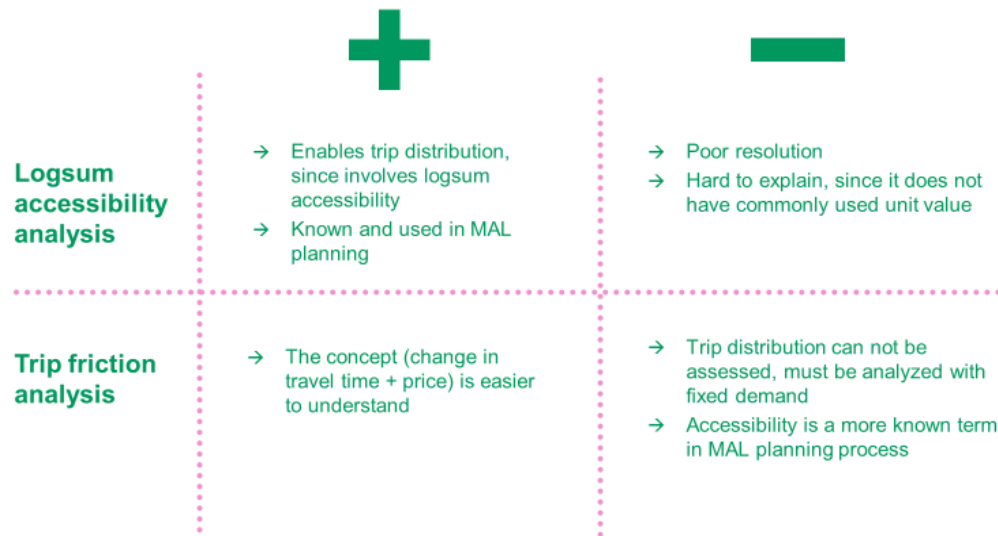 Logsum
accessibility
analysis
→ Enables trip distribution,
since involves logsum
accessibility
→ Known and used in MAL
planning
→ Poor resolution
→ Hard to explain, since it does not
have commonly used unit value
Trip friction
analysis
→ The concept (change in
travel time + price) is easier
to understand
→ Trip distribution can not be
assessed, must be analyzed with
fixed demand
→ Accessibility is a more known term
in MAL planning process